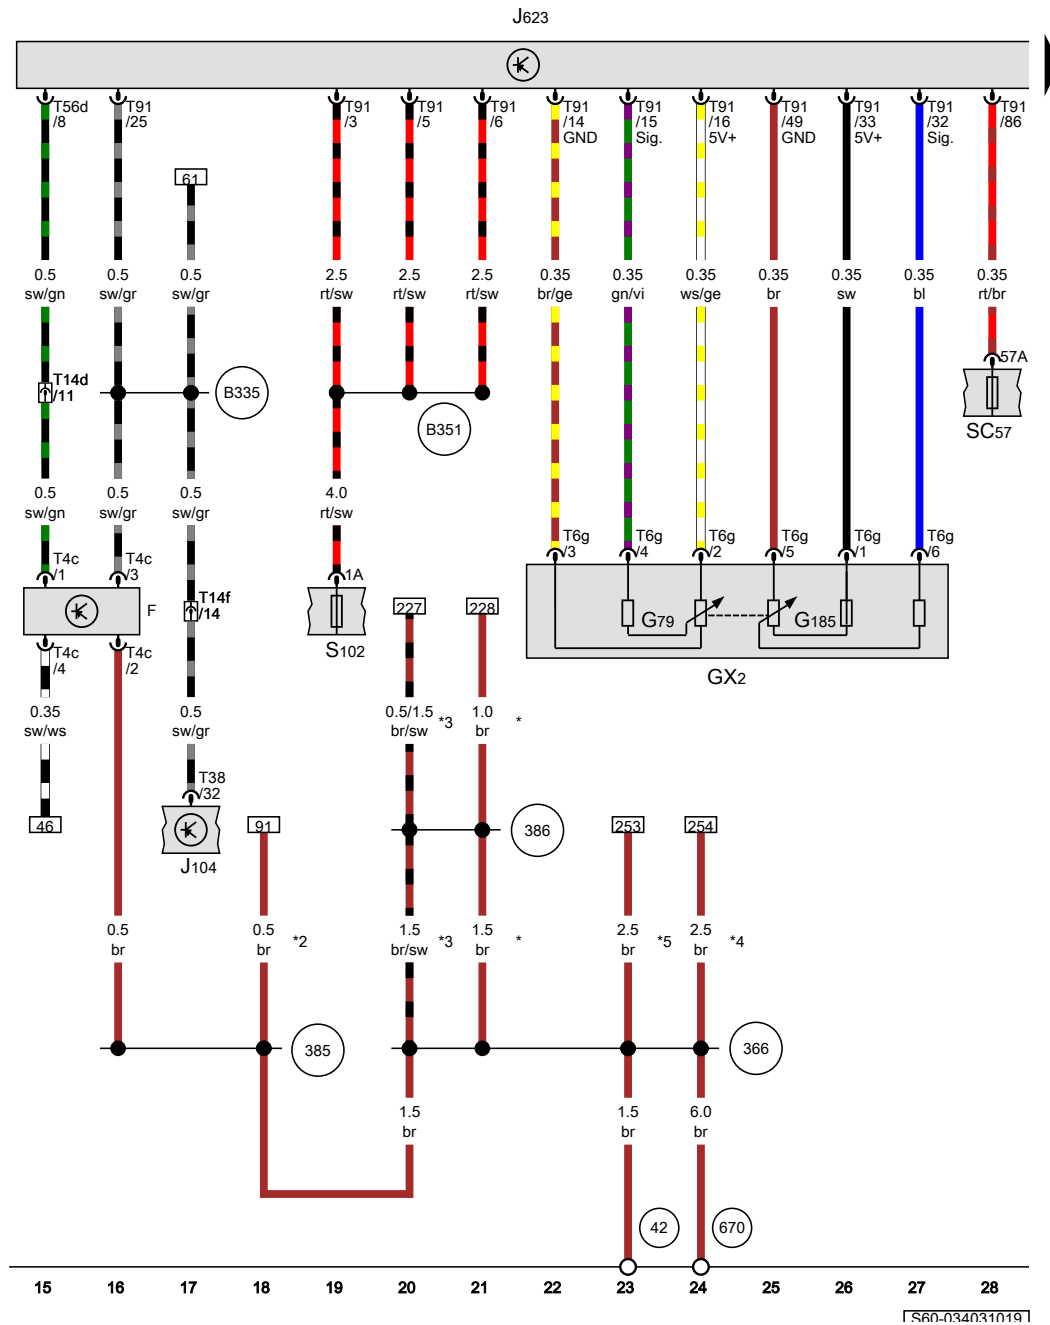 J623
T56d T91 T91 T91 T91 T91 T91 T91 T91 T91 T91 T91
/8 /25 /3 /5 /6 /14 /15 /16 /49 /33 /32 /86
GND Sig. 5V+ GND 5V+ Sig.
61
0.5 0.5 0.5 2.5 2.5 2.5 0.35 0.35 0.35 0.35 0.35 0.35 0.35
sw/gn sw/gr sw/gr rt/sw rt/sw rt/sw br/ge gn/vi ws/ge br sw bl rt/br
57A
T14d
/11
B335
B351
SC57
0.5 0.5 0.5 4.0
sw/gn sw/gr sw/gr rt/sw
T6g T6g T6g T6g T6g T6g
/3 /4 /2 /5 /1 /6
T4c T4c
/1 /3
1A
T14f
/14
F
227 228
G79 G185
S102
T4c T4c
/4 /2
GX2
0.35 0.5 0.5/1.5 *3 1.0 *
sw/ws sw/gr br/sw br
T38
/32
46 91 253 254
386
J104
0.5 0.5 *2 1.5 *3 1.5 * 2.5 *5 2.5 *4
br br br/sw br br br
385
366
1.5 1.5 6.0
br br br
42 670
15 16 17 18 19 20 21 22 23 24 25 26 27 28
S60-034031019